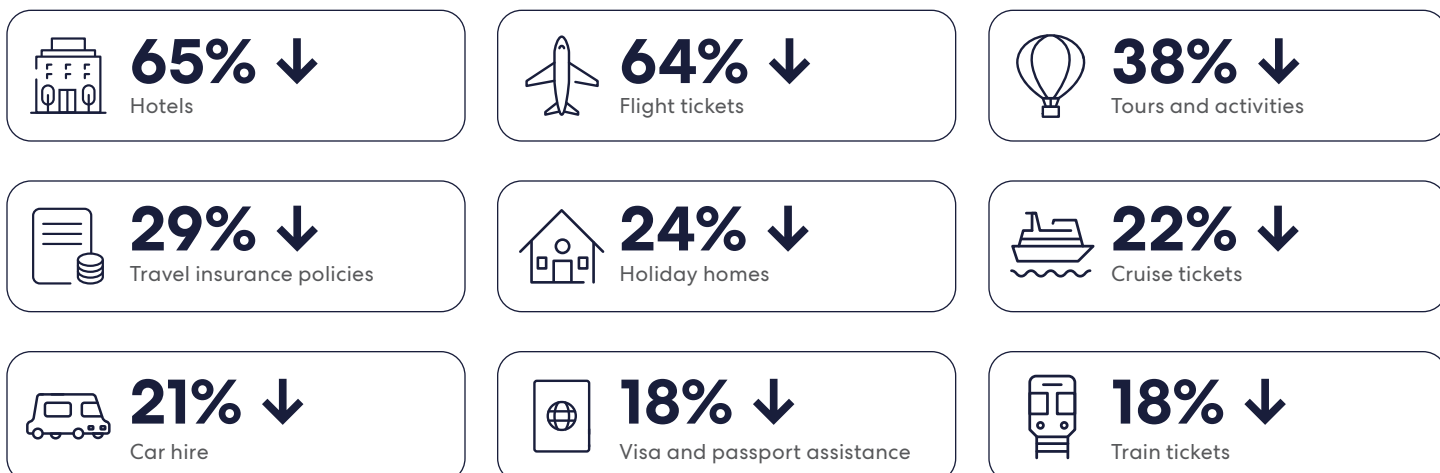 65% ↓
Hotels
64% ↓
Flight tickets
38% ↓
Tours and activities
29% ↓
Travel insurance policies
24% ↓
Holiday homes
22% ↓
Cruise tickets
21% ↓
Car hire
18% ↓
Visa and passport assistance
18% ↓
Train tickets